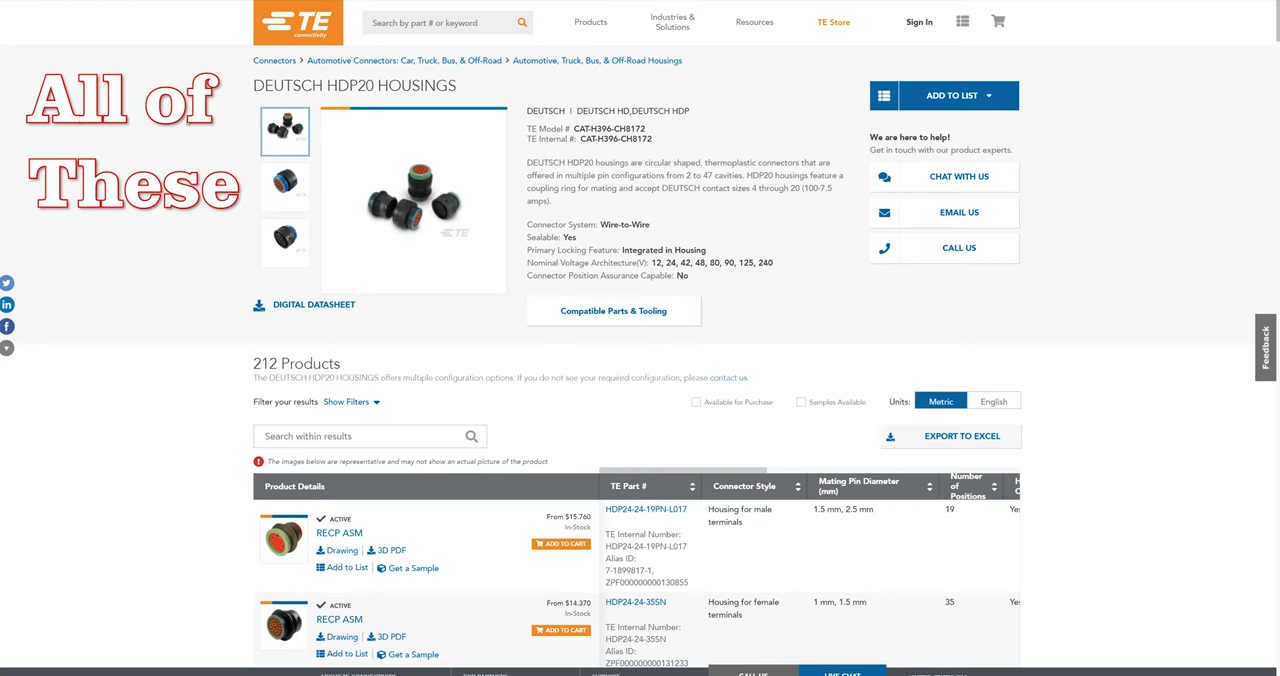 TE
connectivity
Search by part # or keyword
Products
Industries &
Solutions
Resources
TE Store
Sign In
Connectors > Automotive Connectors: Car, Truck, Bus, & Off-Road > Automotive, Truck, Bus, & Off-Road Housings
All of
These
DEUTSCH HDP20 HOUSINGS
DEUTSCH | DEUTSCH HD,DEUTSCH HDP
TE Model # CAT-H396-CH8172
TE Internal #: CAT-H396-CH8172
DEUTSCH HDP20 housings are circular shaped, thermoplastic connectors that are
offered in multiple pin configurations from 2 to 47 cavities. HDP20 housings feature a
coupling ring for mating and accept DEUTSCH contact sizes 4 through 20 (100-7.5
amps).
Connector System: Wire-to-Wire
Sealable: Yes
Primary Locking Feature: Integrated in Housing
Nominal Voltage Architecture(V): 12, 24, 42, 48, 80, 90, 125, 240
Connector Position Assurance Capable: No
TE
DIGITAL DATASHEET
Compatible Parts & Tooling
ADD TO LIST
We are here to help!
Get in touch with our product experts.
CHAT WITH US
EMAIL US
CALL US
Feedback
212 Products
The DEUTSCH HDP20 HOUSINGS offers multiple configuration options. If you do not see your required configuration, please contact us.
Filter your results Show Filters
Available for Purchase
Samples Available
Units: Metric English
Search within results
EXPORT TO EXCEL
The images below are representative and may not show an actual picture of the product
Product Details
TE Part #
Connector Style
Mating Pin Diameter
(mm)
Number
of
Positions
ACTIVE
RECP ASM
Drawing | 3D PDF
Add to List | Get a Sample
From $15.760
In-Stock
ADD TO CART
HDP24-24-19PN-L017
TE Internal Number:
HDP24-24-19PN-L017
Alias ID:
7-1899817-1,
ZPF000000000130855
Housing for male
terminals
1.5 mm, 2.5 mm
19
ACTIVE
RECP ASM
Drawing | 3D PDF
Add to List | Get a Sample
From $14.370
In-Stock
ADD TO CART
HDP24-24-35SN
TE Internal Number:
HDP24-24-35SN
Alias ID:
ZPF000000000131233
Housing for female
terminals
1 mm, 1.5 mm
35
CALL US
LIVE CHAT